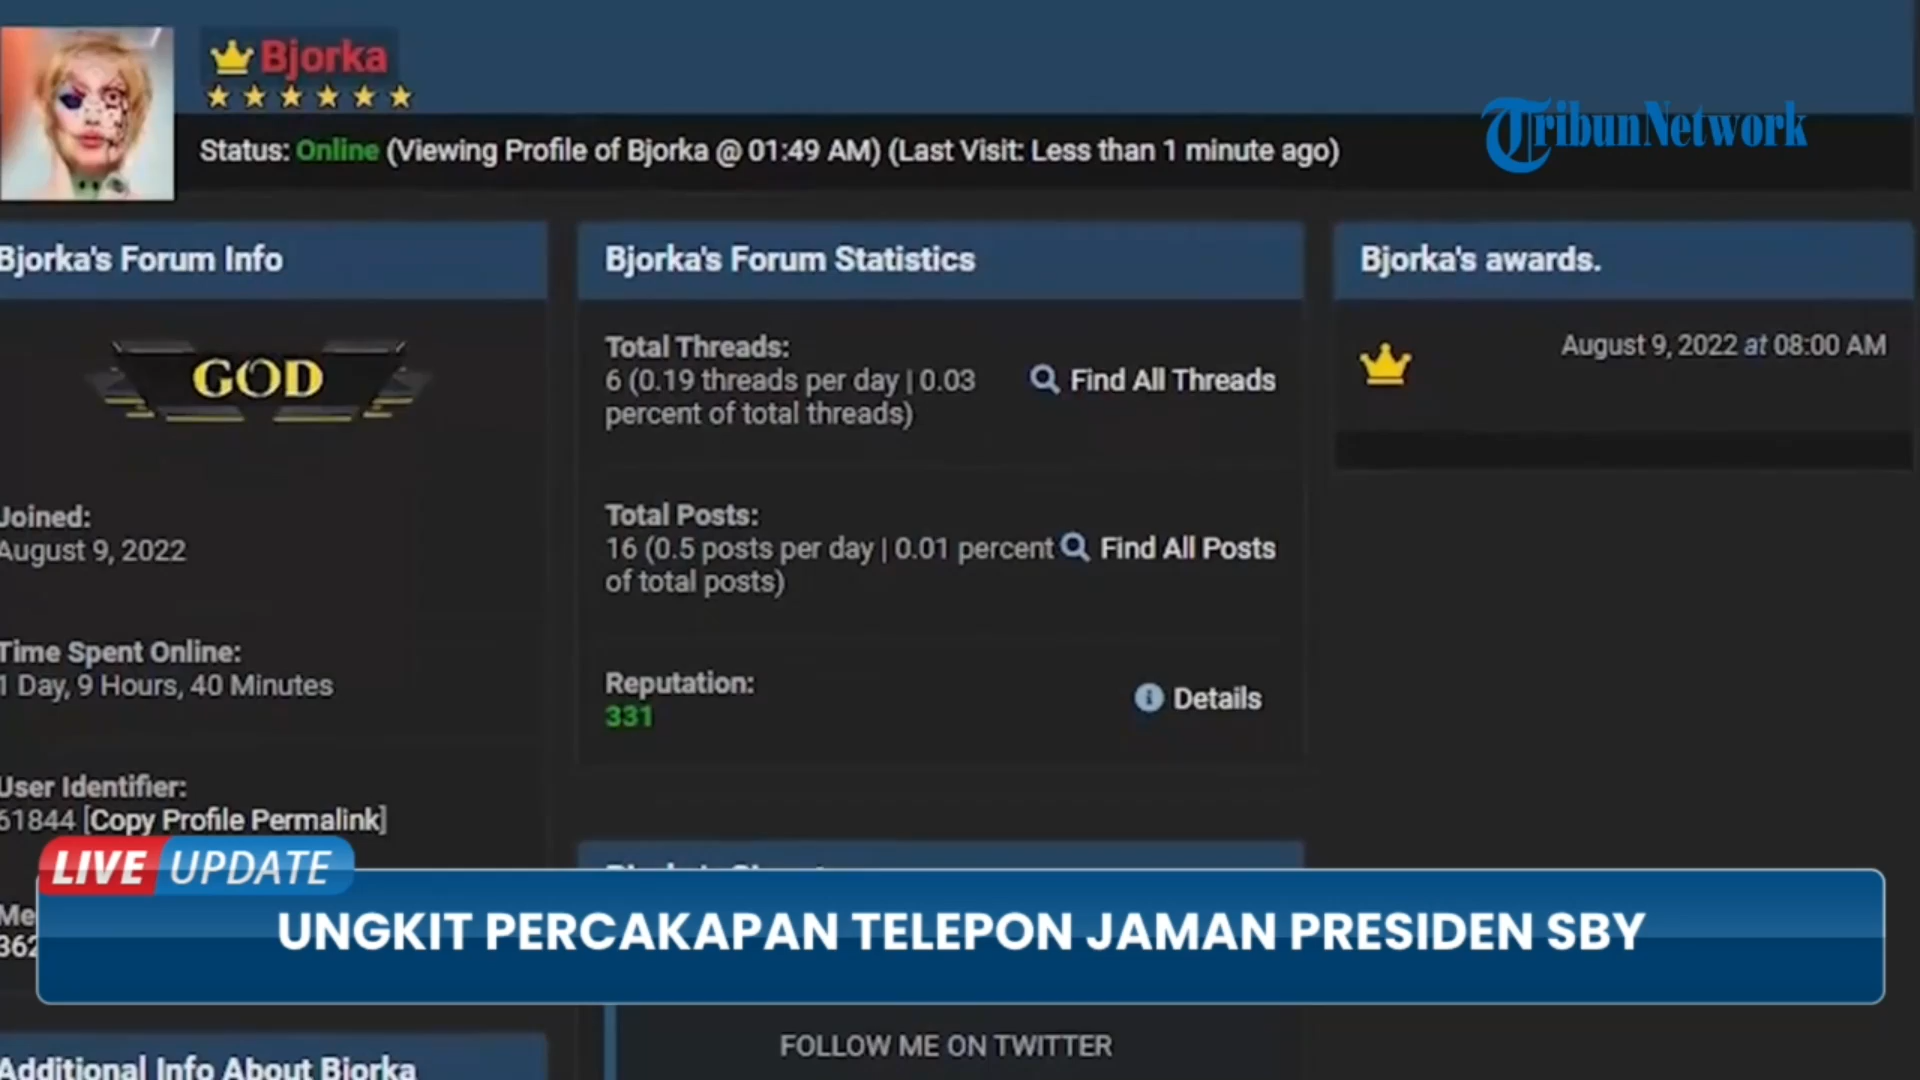 Bjorka
Status: Online (Viewing Profile of Bjorka @ 01:49 AM) (Last Visit: Less than 1 minute ago)
TribunNetwork
Bjorka's Forum Info
GOD
Joined:
August 9, 2022
Time Spent Online:
1 Day, 9 Hours, 40 Minutes
User Identifier:
61844 [Copy Profile Permalink]
Me
362
Additional Info About Bjorka
Bjorka's Forum Statistics
Total Threads:
6 (0.19 threads per day | 0.03
percent of total threads)
Find All Threads
Total Posts:
16 (0.5 posts per day | 0.01 percent
of total posts)
Find All Posts
Reputation:
331
Details
FOLLOW ME ON TWITTER
Bjorka's awards.
August 9, 2022 at 08:00 AM
LIVE UPDATE
UNGKIT PERCAKAPAN TELEPON JAMAN PRESIDEN SBY